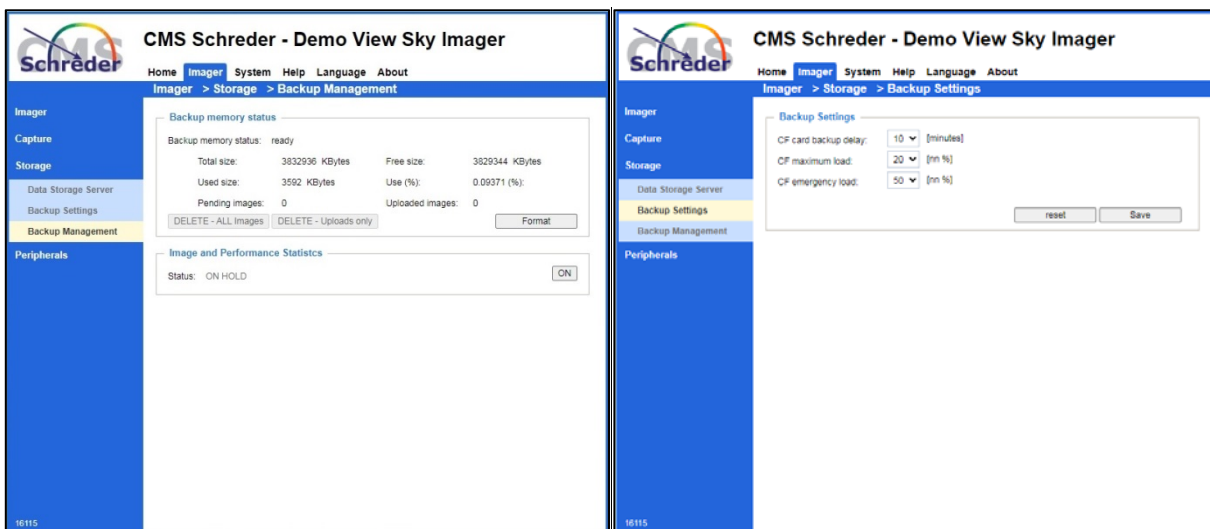 CMS
Schrëder
CMS Schreder - Demo View Sky Imager
Home Imager System Help Language About
Imager > Storage > Backup Management
Imager
Capture
Storage
Data Storage Server
Backup Settings
Backup Management
Peripherals
Backup memory status
Backup memory status: ready
Total size: 3832936 KBytes Free size: 3829344 KBytes
Used size: 3592 KBytes Use (%): 0.09371 (%):
Pending images: 0 Uploaded images: 0
DELETE - ALL Images DELETE - Uploads only Format
Image and Performance Statistcs
Status: ON HOLD ON
16115
CMS
Schrëder
CMS Schreder - Demo View Sky Imager
Home Imager System Help Language About
Imager > Storage > Backup Settings
Imager
Capture
Storage
Data Storage Server
Backup Settings
Backup Management
Peripherals
Backup Settings
CF card backup delay: 10 [minutes]
CF maximum load: 20 [nn %]
CF emergency load: 50 [nn %]
reset Save
16115